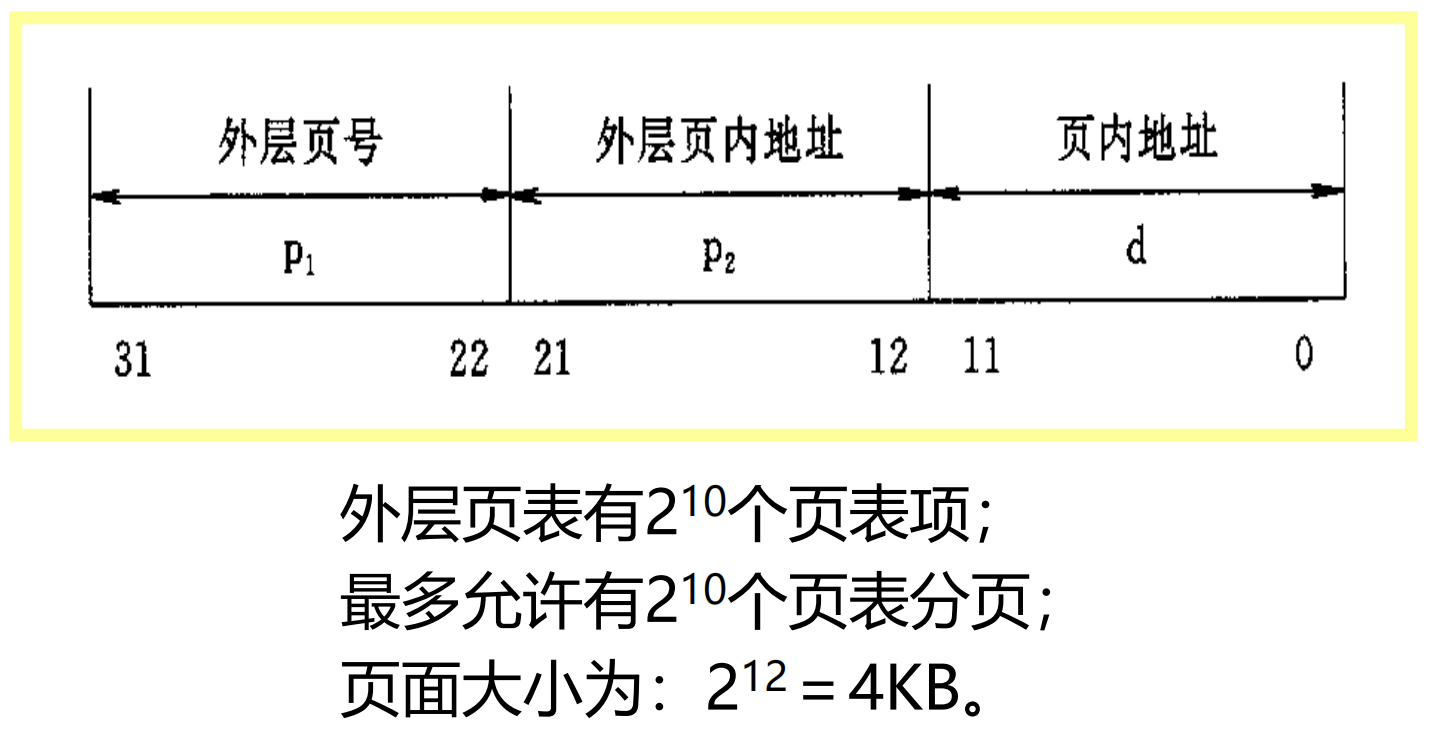 外层页号 外层页内地址 页内地址
p₁ p₂ d
31 22 21 12 11 0
外层页表有2¹⁰个页表项；
最多允许有2¹⁰个页表分页；
页面大小为：2¹²＝4KB。